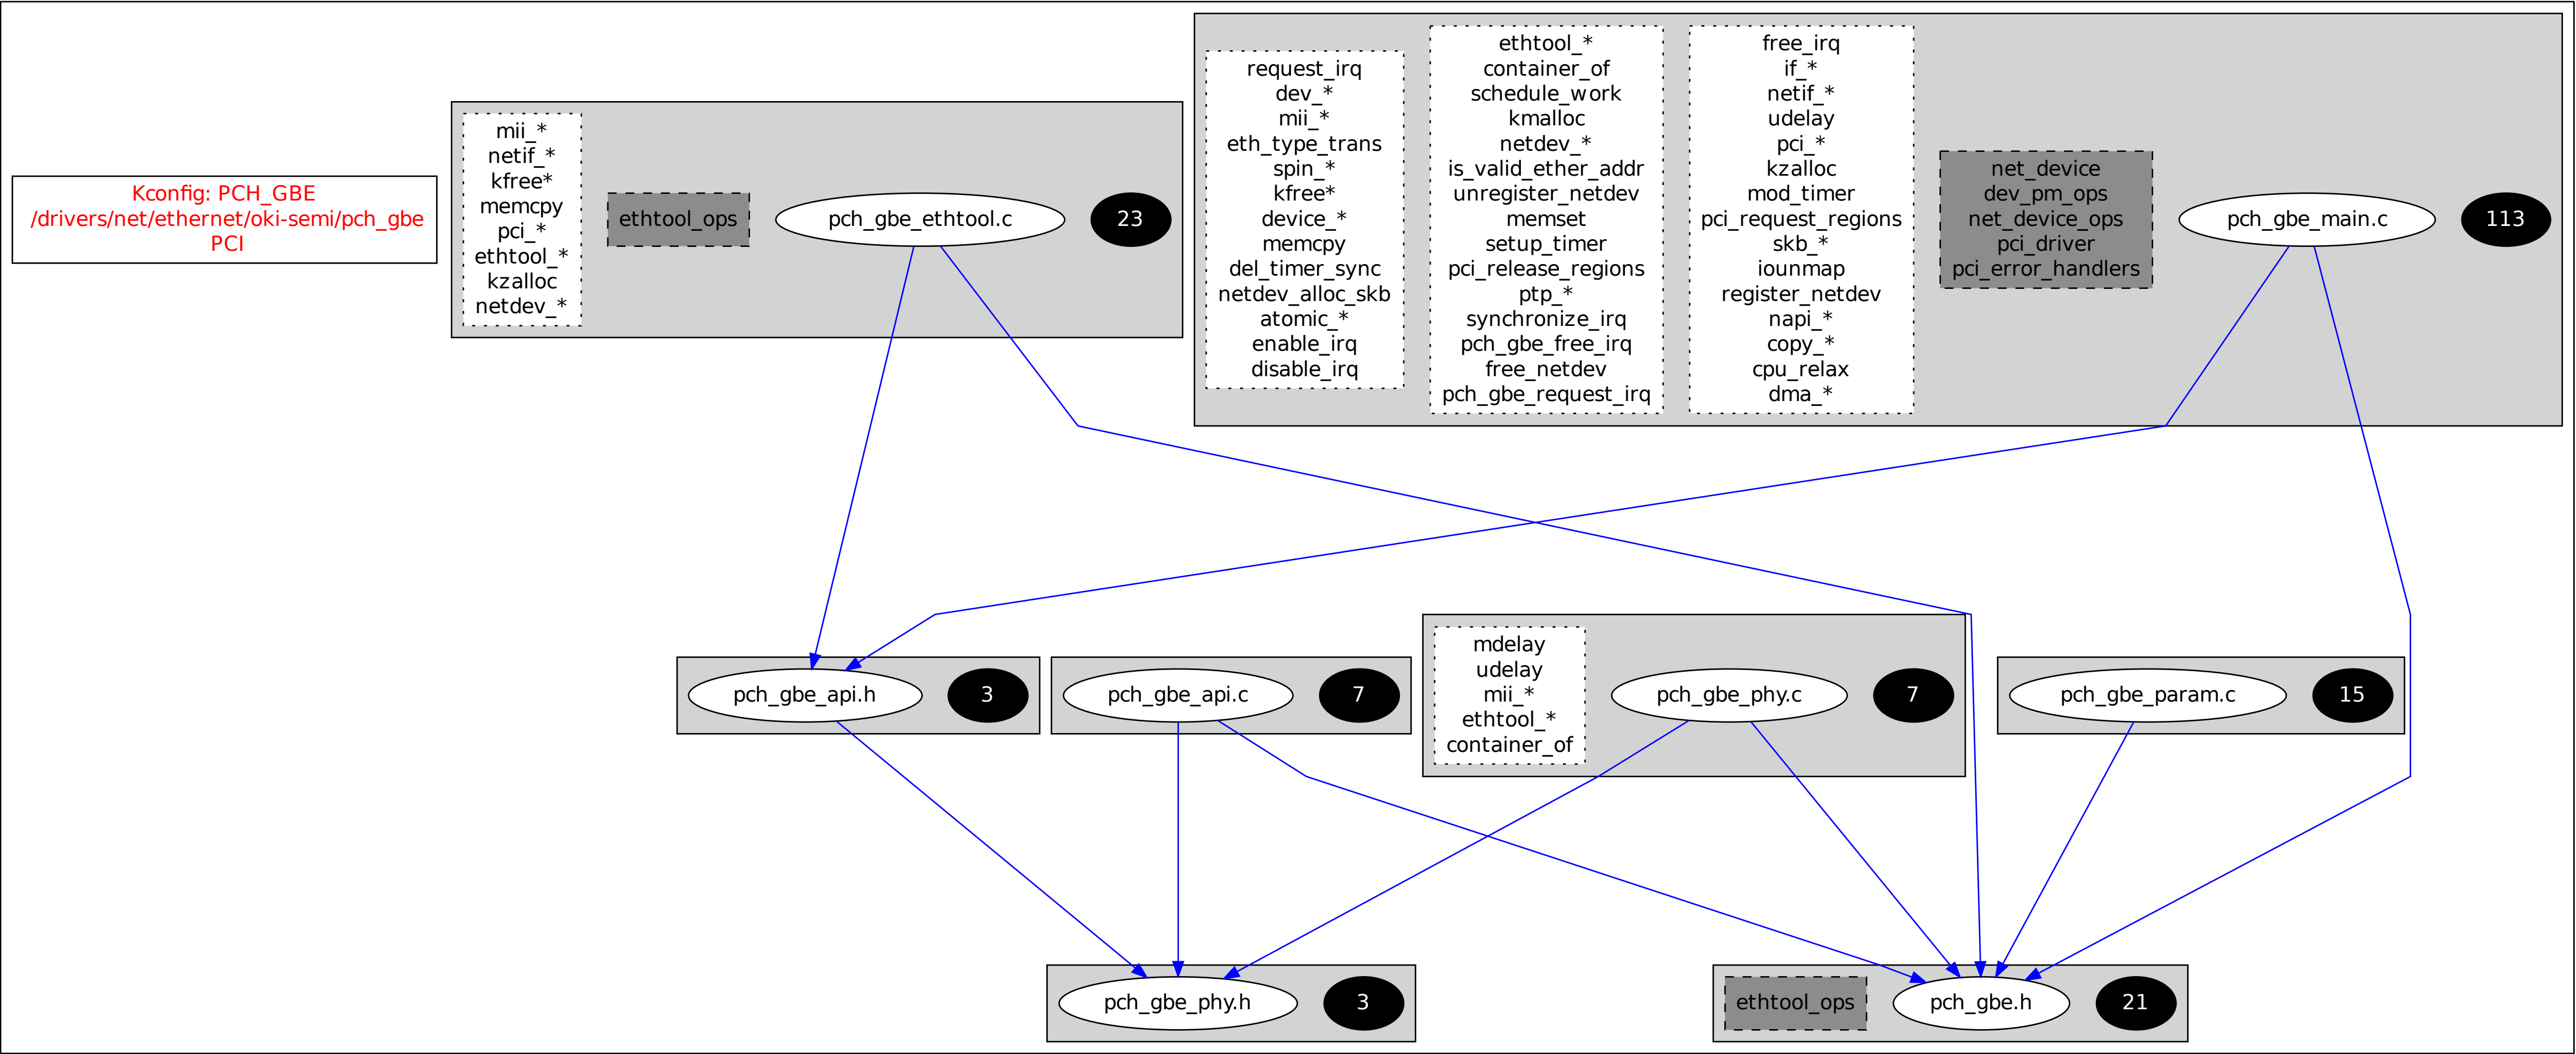 Kconfig: PCH_GBE
/drivers/net/ethernet/oki-semi/pch_gbe
PCI
mii_*
netif_*
kfree*
memcpy
pci_*
ethtool_*
kzalloc
netdev_*
ethtool_ops
pch_gbe_ethtool.c
23
request_irq
dev_*
mii_*
eth_type_trans
spin_*
kfree*
device_*
memcpy
del_timer_sync
netdev_alloc_skb
atomic_*
enable_irq
disable_irq
ethtool_*
container_of
schedule_work
kmalloc
netdev_*
is_valid_ether_addr
unregister_netdev
memset
setup_timer
pci_release_regions
ptp_*
synchronize_irq
pch_gbe_free_irq
free_netdev
pch_gbe_request_irq
free_irq
if_*
netif_*
udelay
pci_*
kzalloc
mod_timer
pci_request_regions
skb_*
iounmap
register_netdev
napi_*
copy_*
cpu_relax
dma_*
net_device
dev_pm_ops
net_device_ops
pci_driver
pci_error_handlers
pch_gbe_main.c
113
pch_gbe_api.h
3
pch_gbe_api.c
7
mdelay
udelay
mii_*
ethtool_*
container_of
pch_gbe_phy.c
7
pch_gbe_param.c
15
pch_gbe_phy.h
3
ethtool_ops
pch_gbe.h
21